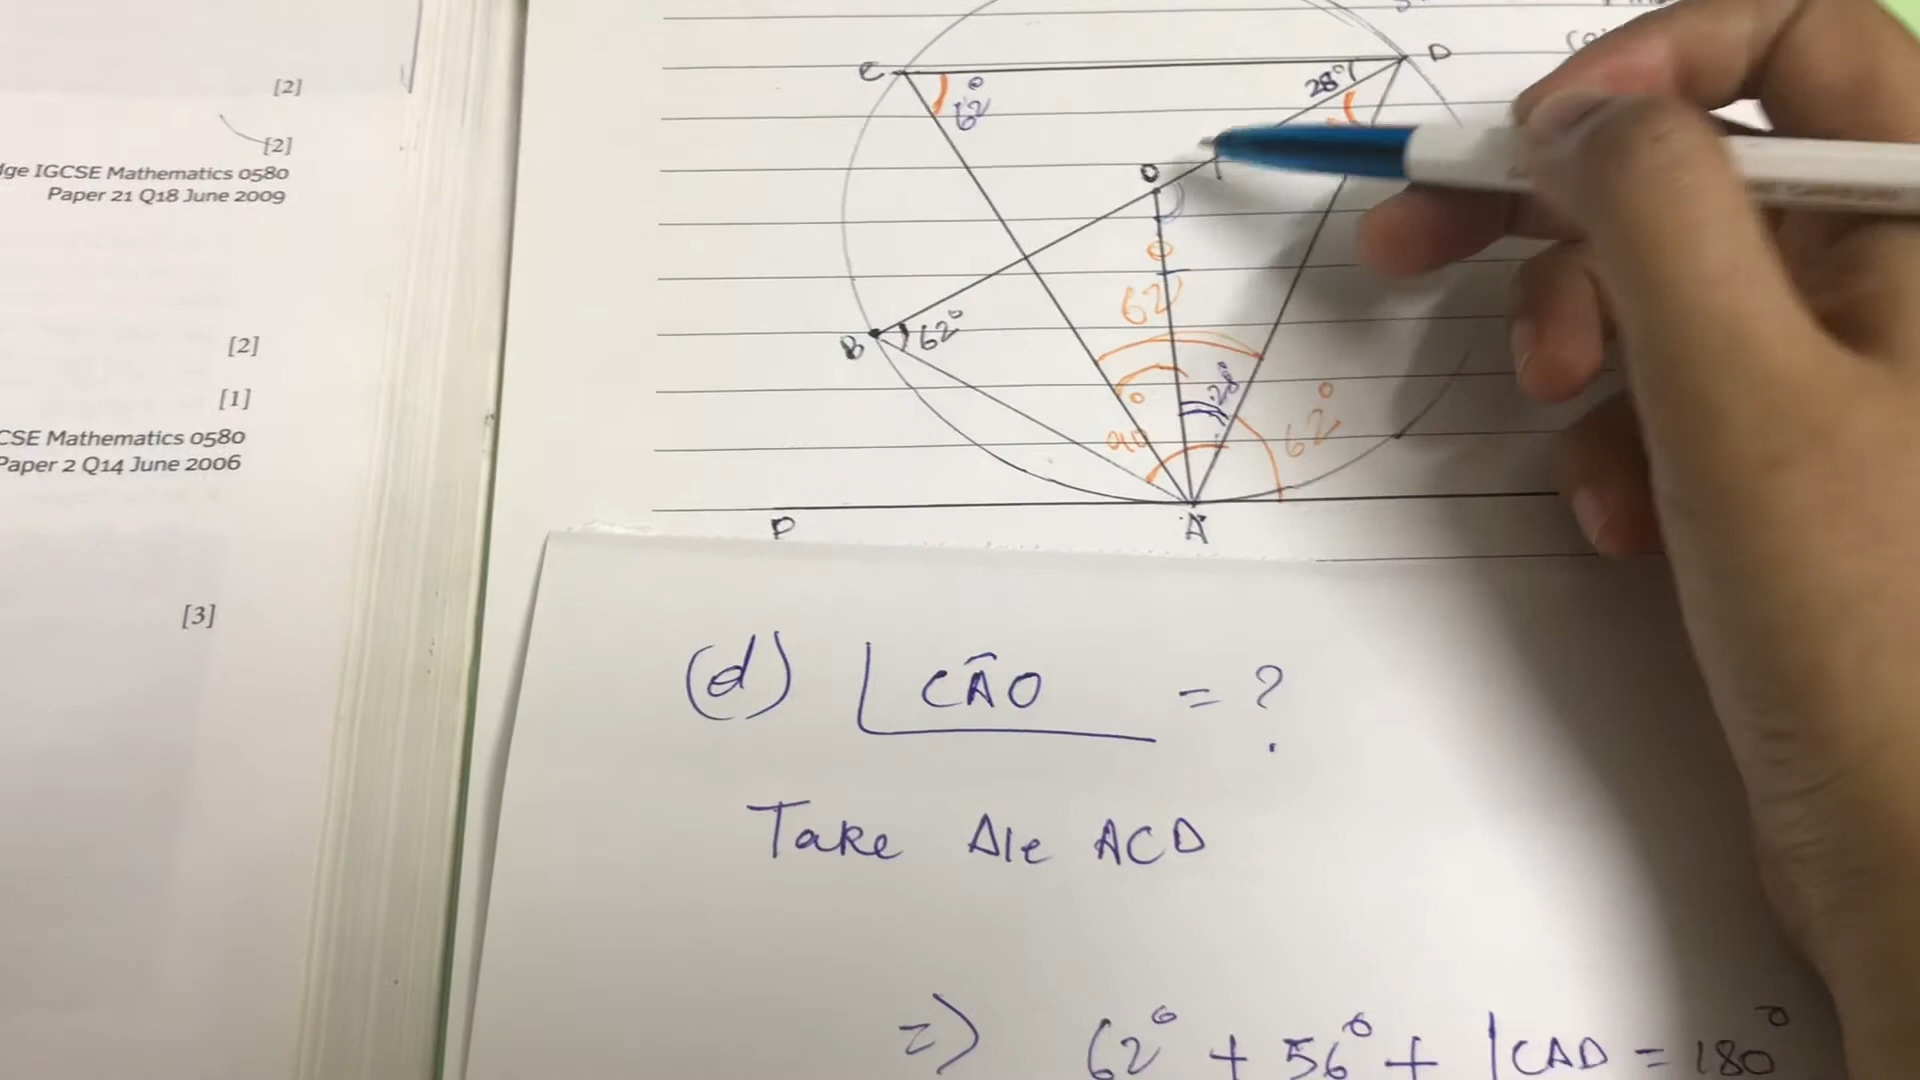 [2]
[2]
dge IGCSE Mathematics 0580
Paper 21 Q18 June 2009
[2]
[1]
CSE Mathematics 0580
Paper 2 Q14 June 2006
[3]
C
D
28°
62°
O
62°
B
62°
28
90°
62°
P
A
(d) CÂO = ?
Take Δle ACD
=> 62° + 56° + CAD = 180°